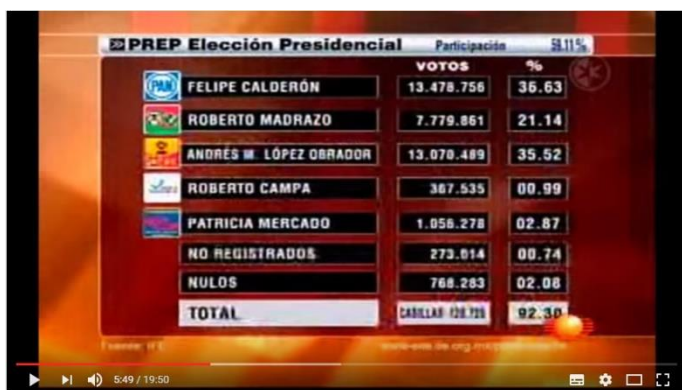 PREP Elección Presidencial Participación 59.11%
VOTOS %
PAN FELIPE CALDERÓN 13.478.756 36.63
ROBERTO MADRAZO 7.779.861 21.14
ANDRÉS M. LÓPEZ OBRADOR 13.070.489 35.52
ROBERTO CAMPA 367.535 00.99
PATRICIA MERCADO 1.056.278 02.87
NO REGISTRADOS 273.014 00.74
NULOS 768.283 02.08
TOTAL CASILLAS 92.30
5:49 / 19:50